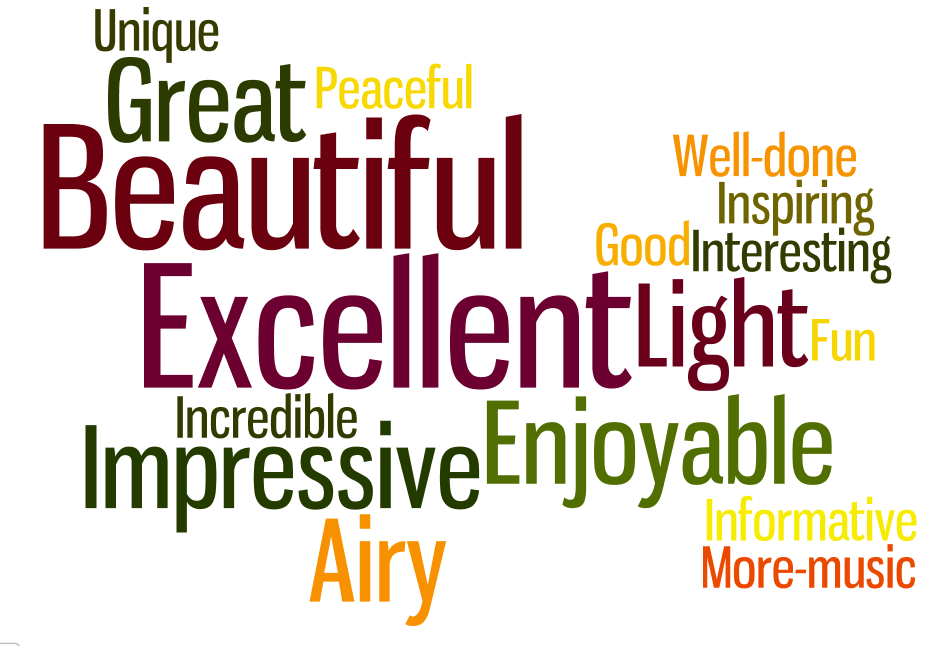 Unique
Great
Peaceful
Beautiful
Well-done
Inspiring
Good
Interesting
Excellent
Light
Fun
Incredible
Impressive
Enjoyable
Informative
Airy
More-music